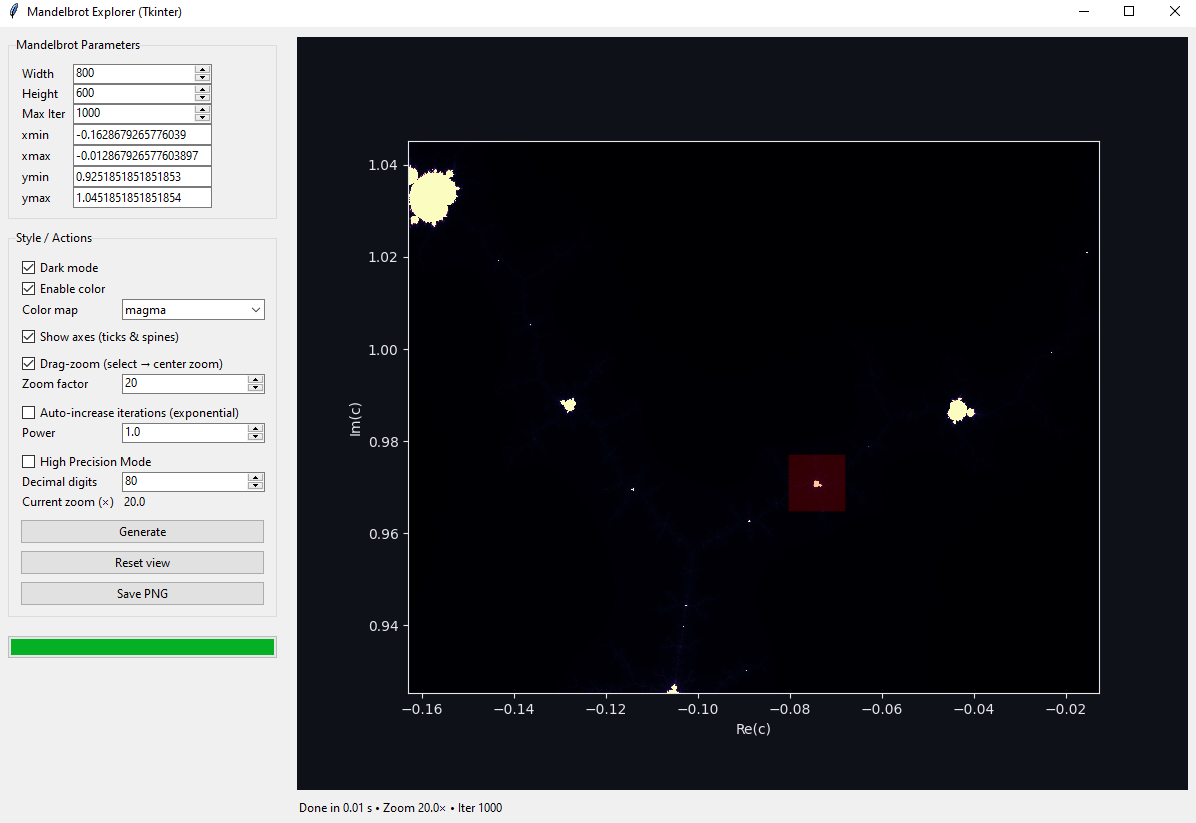 Mandelbrot Explorer (Tkinter)
Mandelbrot Parameters
Width 800
Height 600
Max Iter 1000
xmin -0.1628679265776039
xmax -0.012867926577603897
ymin 0.9251851851851853
ymax 1.0451851851851854
Style / Actions
Dark mode
Enable color
Color map magma
Show axes (ticks & spines)
Drag-zoom (select → center zoom)
Zoom factor 20
Auto-increase iterations (exponential)
Power 1.0
High Precision Mode
Decimal digits 80
Current zoom (×) 20.0
Generate
Reset view
Save PNG
1.04
1.02
1.00
0.98
0.96
0.94
Im(c)
−0.16 −0.14 −0.12 −0.10 −0.08 −0.06 −0.04 −0.02
Re(c)
Done in 0.01 s • Zoom 20.0× • Iter 1000